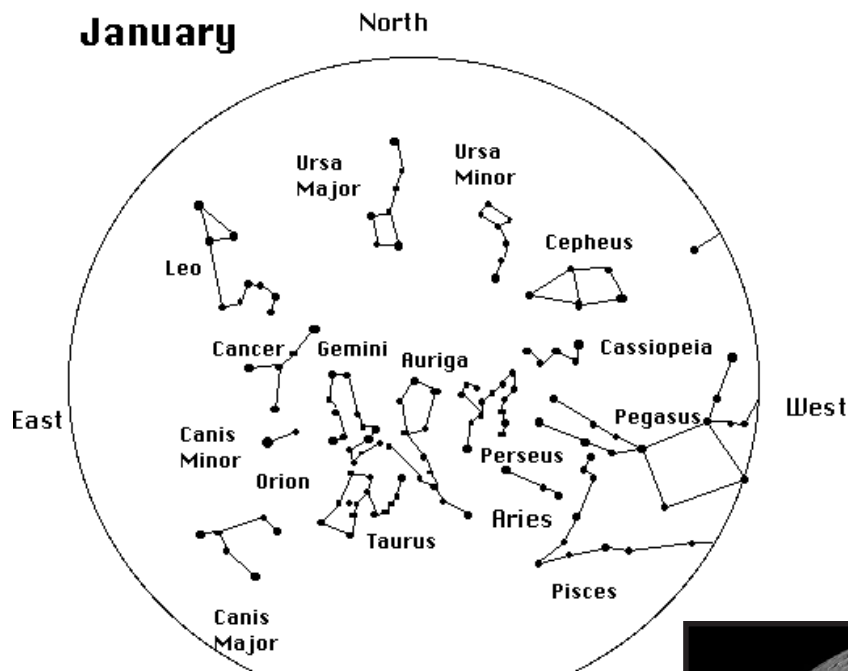 January
North
Ursa
Major
Ursa
Minor
Cepheus
Leo
Cancer
Gemini
Auriga
Cassiopeia
East
West
Canis
Minor
Pegasus
Perseus
Orion
Aries
Taurus
Pisces
Canis
Major